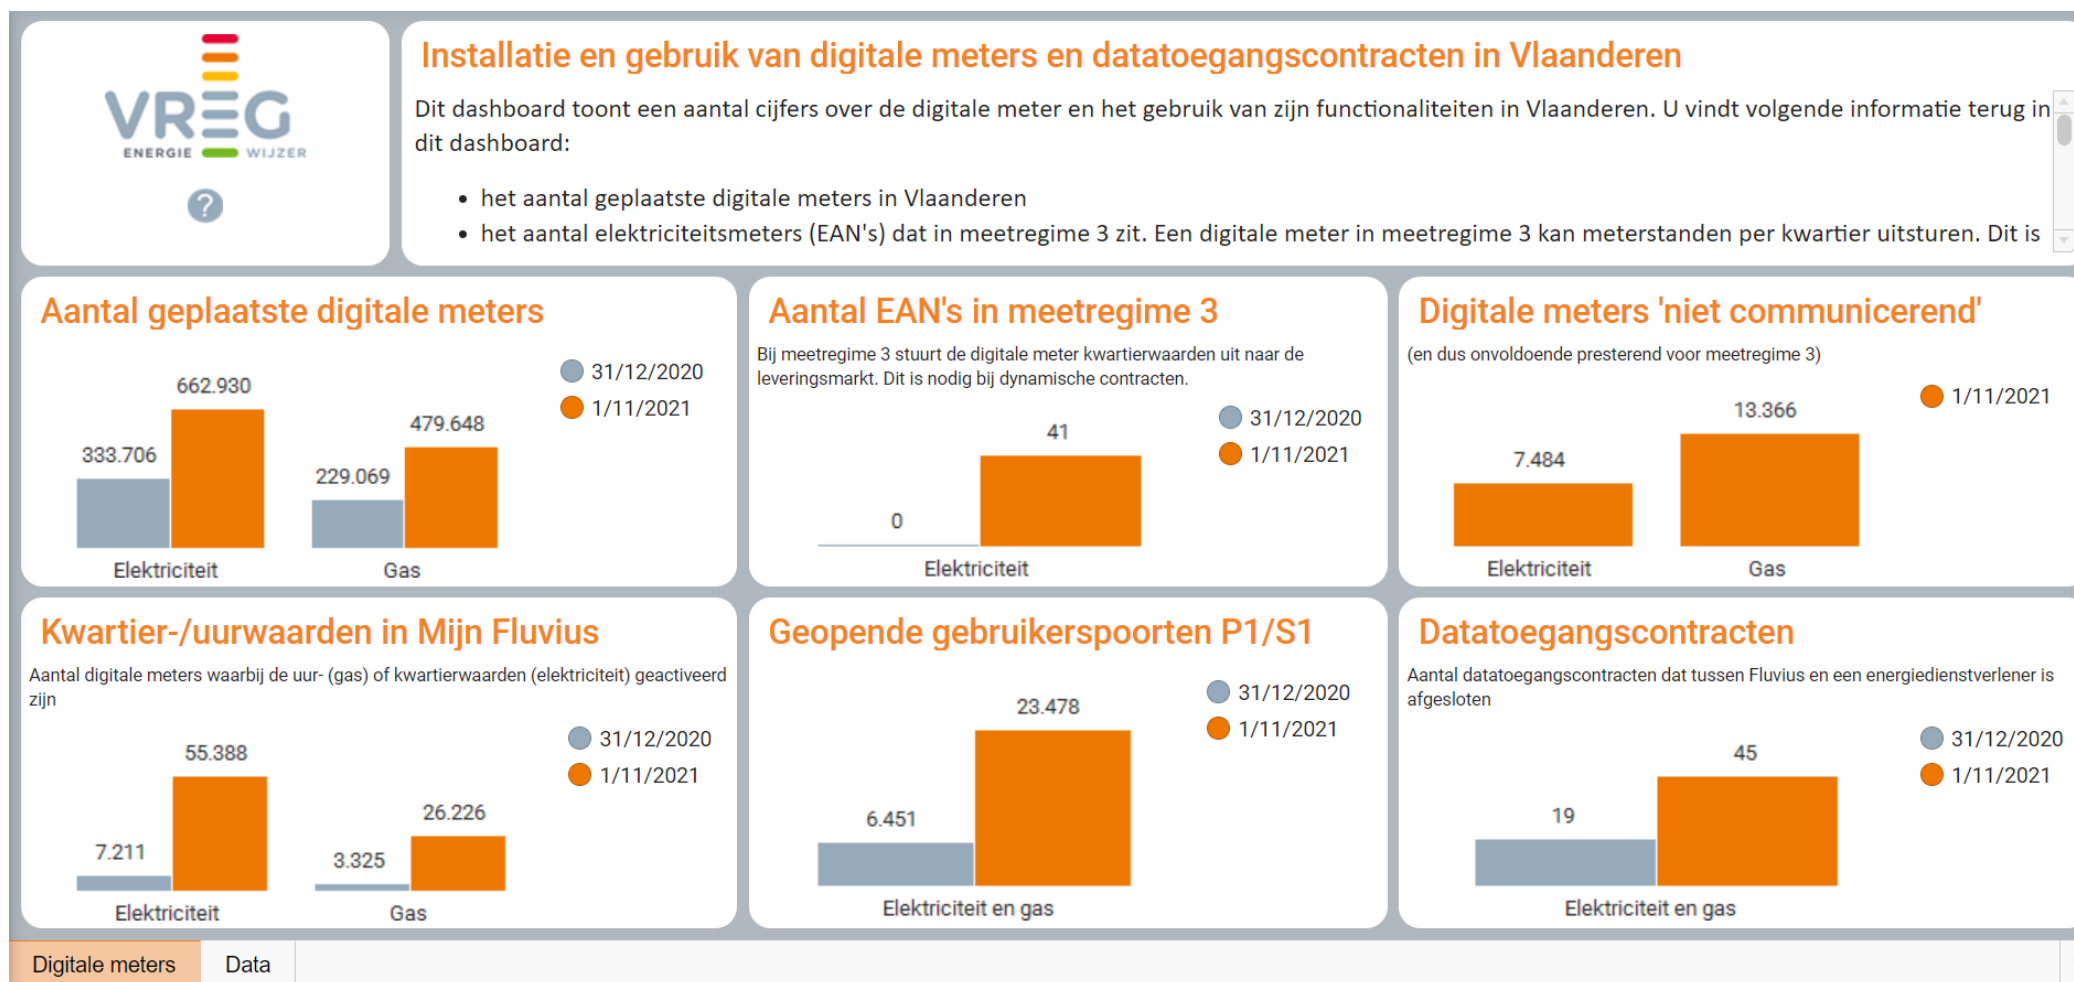 VREG
ENERGIE WIJZER
?
Installatie en gebruik van digitale meters en datatoegangscontracten in Vlaanderen
Dit dashboard toont een aantal cijfers over de digitale meter en het gebruik van zijn functionaliteiten in Vlaanderen. U vindt volgende informatie terug in
dit dashboard:
• het aantal geplaatste digitale meters in Vlaanderen
• het aantal elektriciteitsmeters (EAN's) dat in meetregime 3 zit. Een digitale meter in meetregime 3 kan meterstanden per kwartier uitsturen. Dit is
Aantal geplaatste digitale meters
31/12/2020
1/11/2021
333.706
662.930
229.069
479.648
Elektriciteit
Gas
Aantal EAN's in meetregime 3
Bij meetregime 3 stuurt de digitale meter kwartierwaarden uit naar de
leveringsmarkt. Dit is nodig bij dynamische contracten.
31/12/2020
1/11/2021
0
41
Elektriciteit
Digitale meters 'niet communicerend'
(en dus onvoldoende presterend voor meetregime 3)
1/11/2021
7.484
13.366
Elektriciteit
Gas
Kwartier-/uurwaarden in Mijn Fluvius
Aantal digitale meters waarbij de uur- (gas) of kwartierwaarden (elektriciteit) geactiveerd
zijn
31/12/2020
1/11/2021
7.211
55.388
3.325
26.226
Elektriciteit
Gas
Geopende gebruikerspoorten P1/S1
31/12/2020
1/11/2021
6.451
23.478
Elektriciteit en gas
Datatoegangscontracten
Aantal datatoegangscontracten dat tussen Fluvius en een energiedienstverlener is
afgesloten
31/12/2020
1/11/2021
19
45
Elektriciteit en gas
Digitale meters
Data